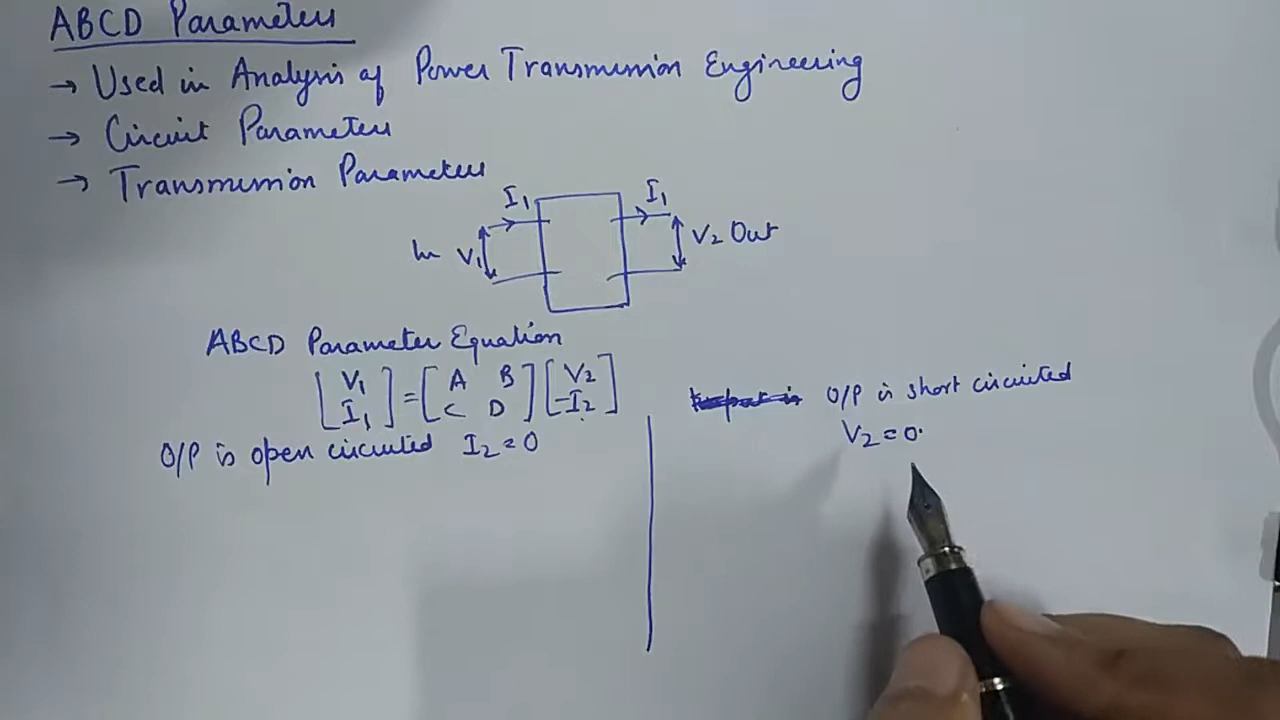 ABCD Parameters
→ Used in Analysis of Power Transmission Engineering
→ Circuit Parameters
→ Transmission Parameters
I₁ I₁
In V₁ V₂ Out
ABCD Parameter Equation
[V₁ I₁] = [A B C D] [V₂ -I₂]
O/P is open circuited I₂ = 0
O/P is short circuited
V₂ = 0.